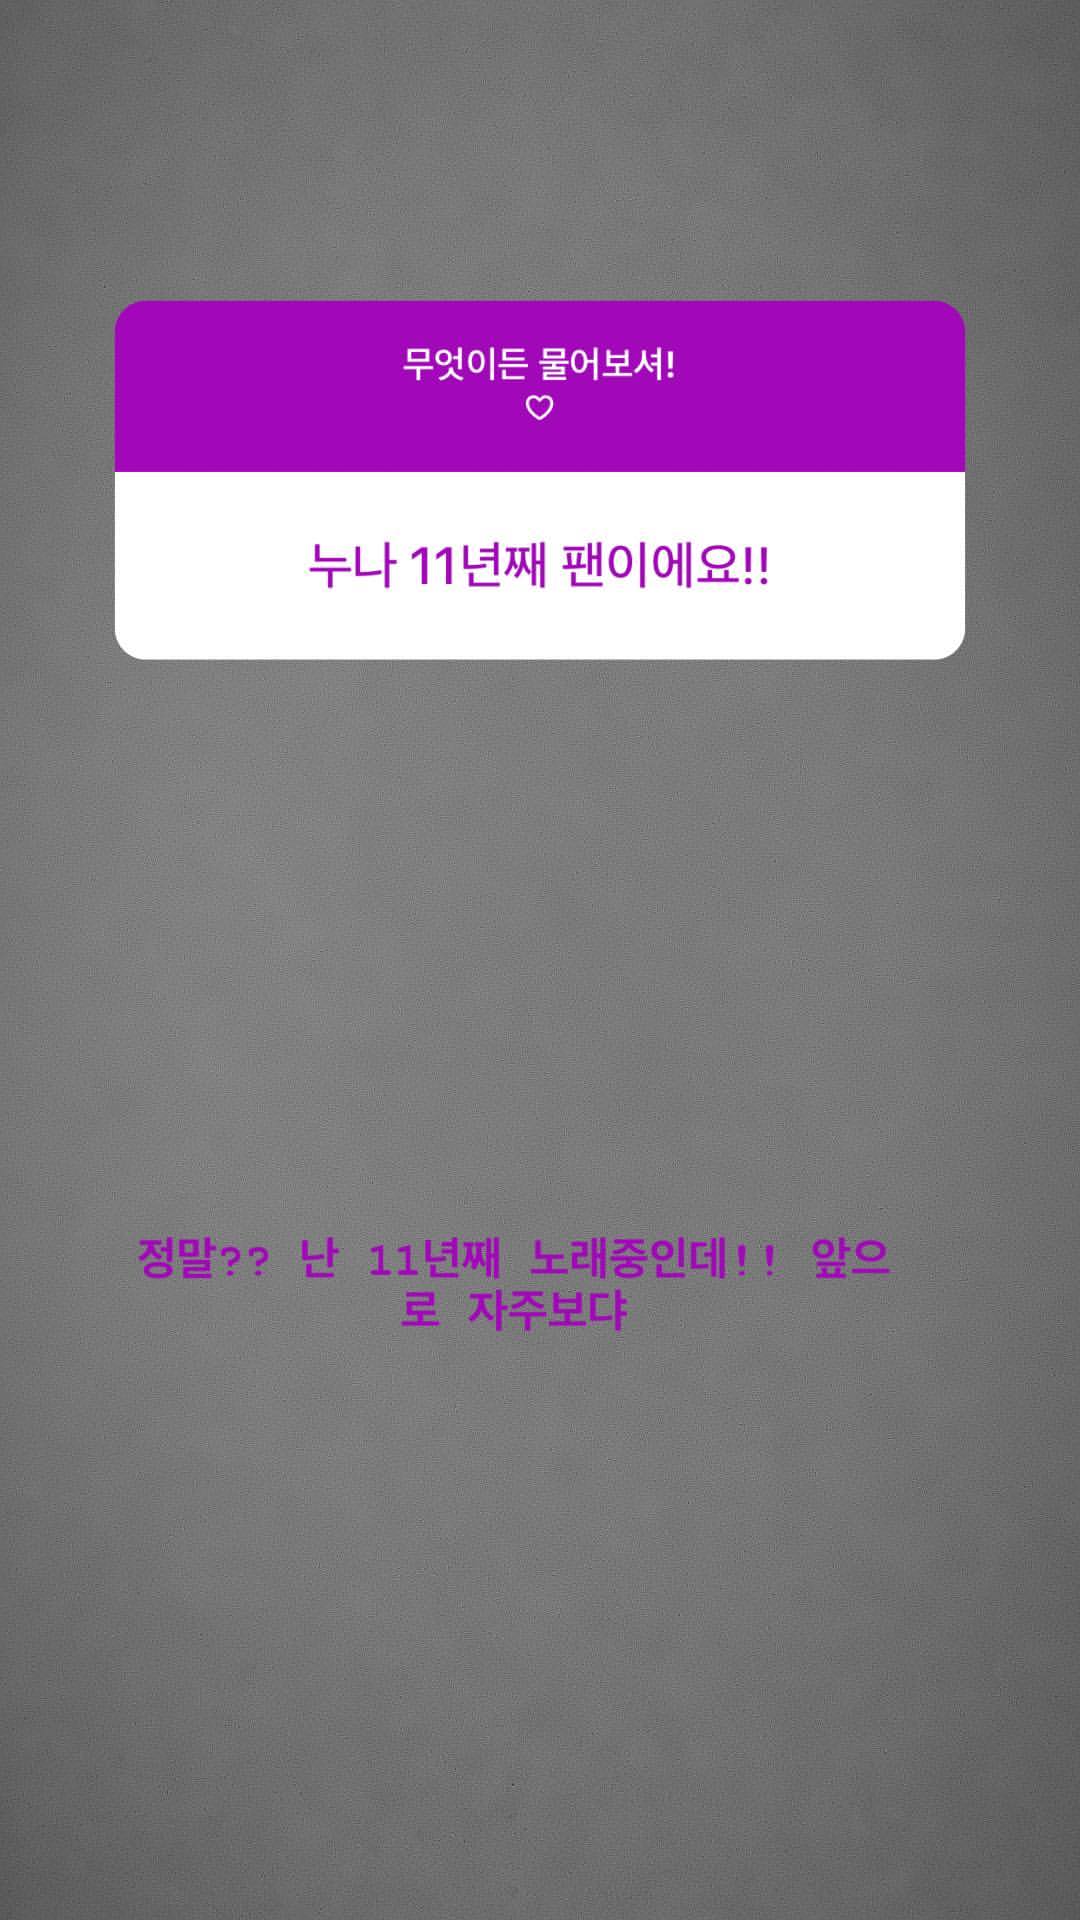 무엇이든 물어보셔!
♡
누나 11년째 팬이에요!!
정말?? 난 11년째 노래중인데!! 앞으
로 자주보댜